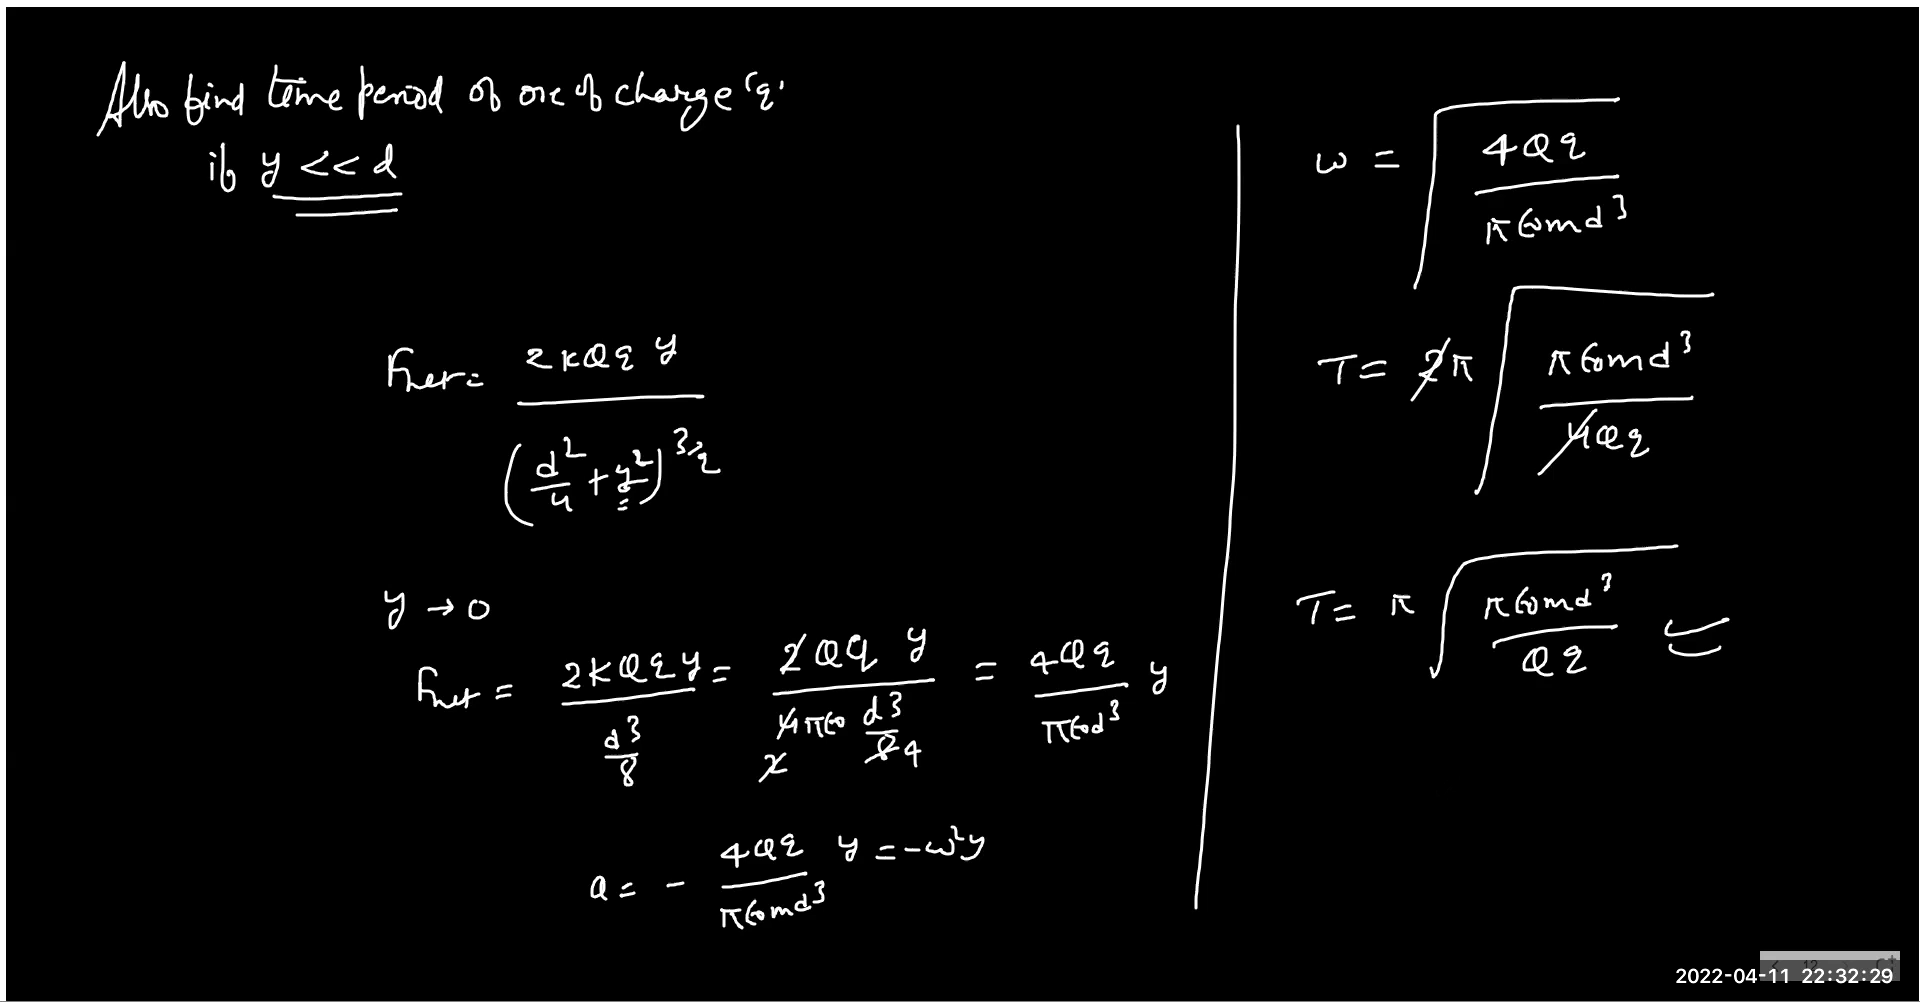 Also find time period of osc of charge 'q'
if y << d
Fnet = 2kQq y / (d²/4 + y²)^3/2
y → 0
Fnet = 2kQqy / (d³/8) = 2Qq y / (4πϵ₀ d³/8) = 4Qq / πϵ₀d³ y
2 4
a = - 4Qq / πϵ₀md³ y = -ω²y
ω = √(4Qq / πϵ₀md³)
T = 2π √(πϵ₀md³ / 4Qq)
T = π √(πϵ₀md³ / Qq)
2022-04-11 22:32:29